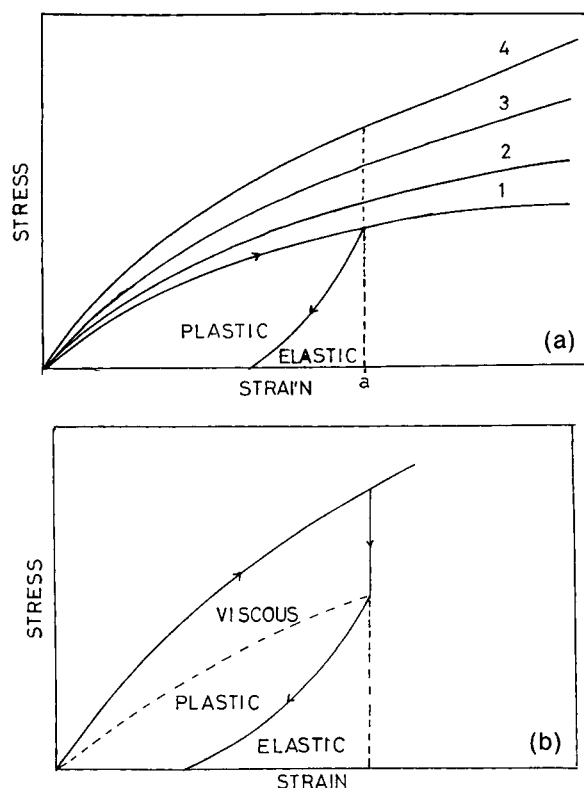 4
3
2
1
STRESS
PLASTIC
ELASTIC
(a)
STRAIN
a
STRESS
VISCOUS
PLASTIC
ELASTIC
(b)
STRAIN